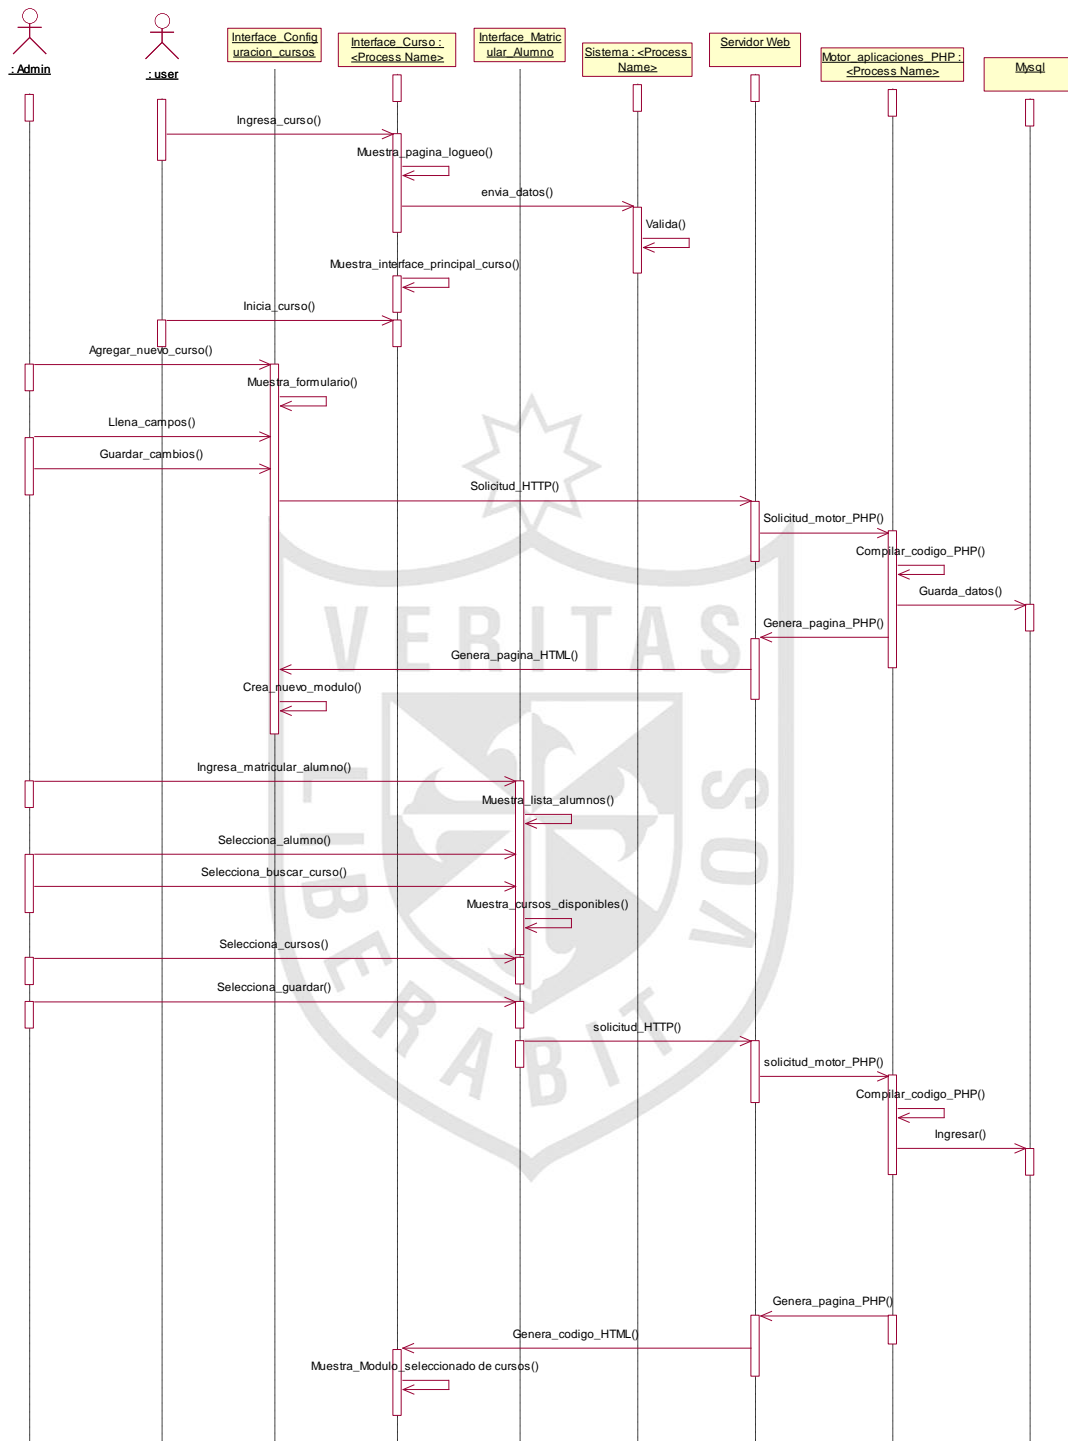 : Admin
: user
Interface_Config
uracion_cursos
Interface_Curso :
<Process Name>
Interface_Matric
ular_Alumno
Sistema : <Process
Name>
Servidor Web
Motor_aplicaciones_PHP :
<Process Name>
Mysql
Ingresa_curso()
Muestra_pagina_logueo()
envia_datos()
Valida()
Muestra_interface_principal_curso()
Inicia_curso()
Agregar_nuevo_curso()
Muestra_formulario()
Llena_campos()
Guardar_cambios()
Solicitud_HTTP()
Solicitud_motor_PHP()
Compilar_codigo_PHP()
Guarda_datos()
Genera_pagina_PHP()
Genera_pagina_HTML()
Crea_nuevo_modulo()
Ingresa_matricular_alumno()
Muestra_lista_alumnos()
Selecciona_alumno()
Selecciona_buscar_curso()
Muestra_cursos_disponibles()
Selecciona_cursos()
Selecciona_guardar()
solicitud_HTTP()
solicitud_motor_PHP()
Compilar_codigo_PHP()
Ingresar()
Genera_pagina_PHP()
Genera_codigo_HTML()
Muestra_Modulo_seleccionado de cursos()
VERITAS
LIBERABIT
VOS